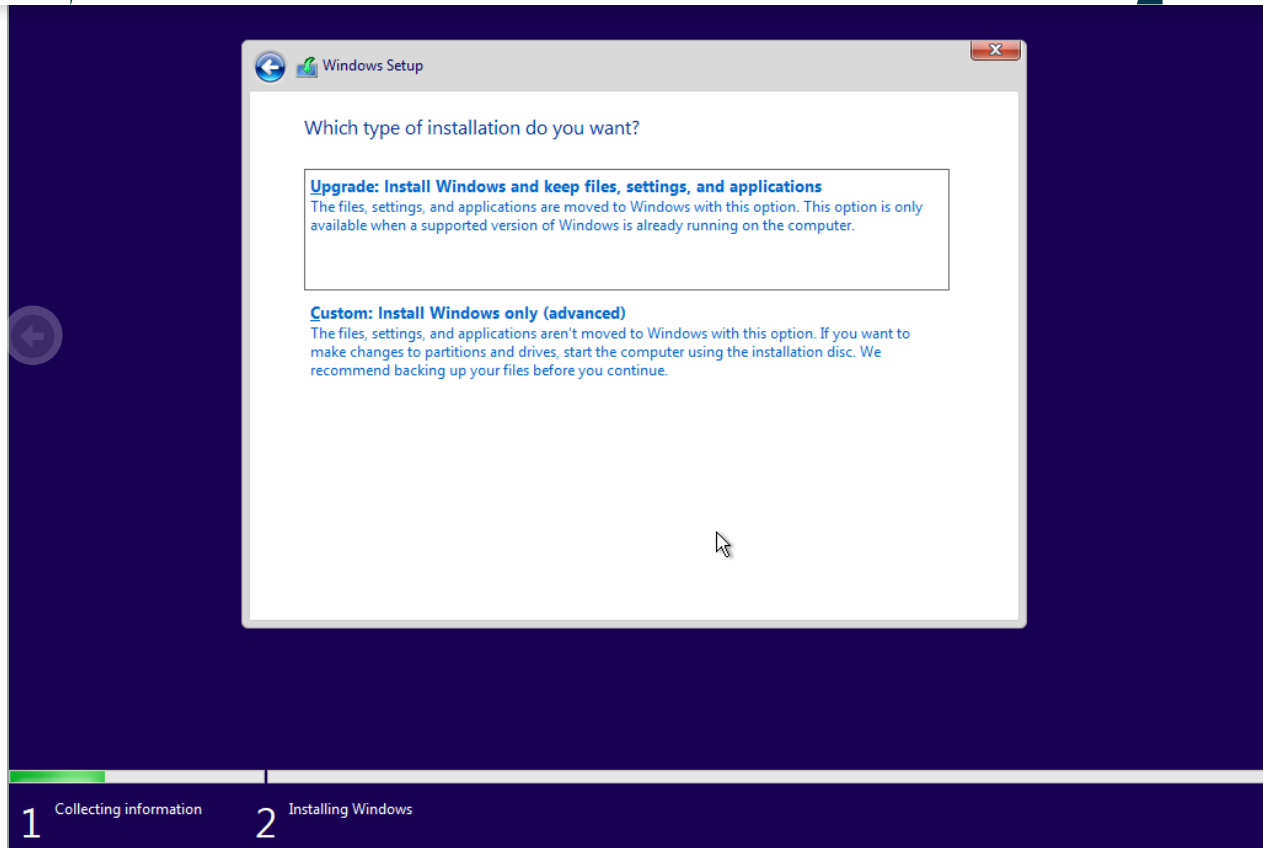 Windows Setup
Which type of installation do you want?
Upgrade: Install Windows and keep files, settings, and applications
The files, settings, and applications are moved to Windows with this option. This option is only
available when a supported version of Windows is already running on the computer.
Custom: Install Windows only (advanced)
The files, settings, and applications aren't moved to Windows with this option. If you want to
make changes to partitions and drives, start the computer using the installation disc. We
recommend backing up your files before you continue.
1 Collecting information 2 Installing Windows